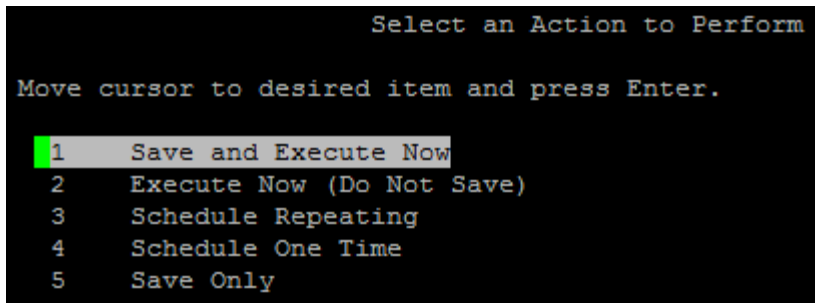 Select an Action to Perform
Move cursor to desired item and press Enter.
1 Save and Execute Now
2 Execute Now (Do Not Save)
3 Schedule Repeating
4 Schedule One Time
5 Save Only